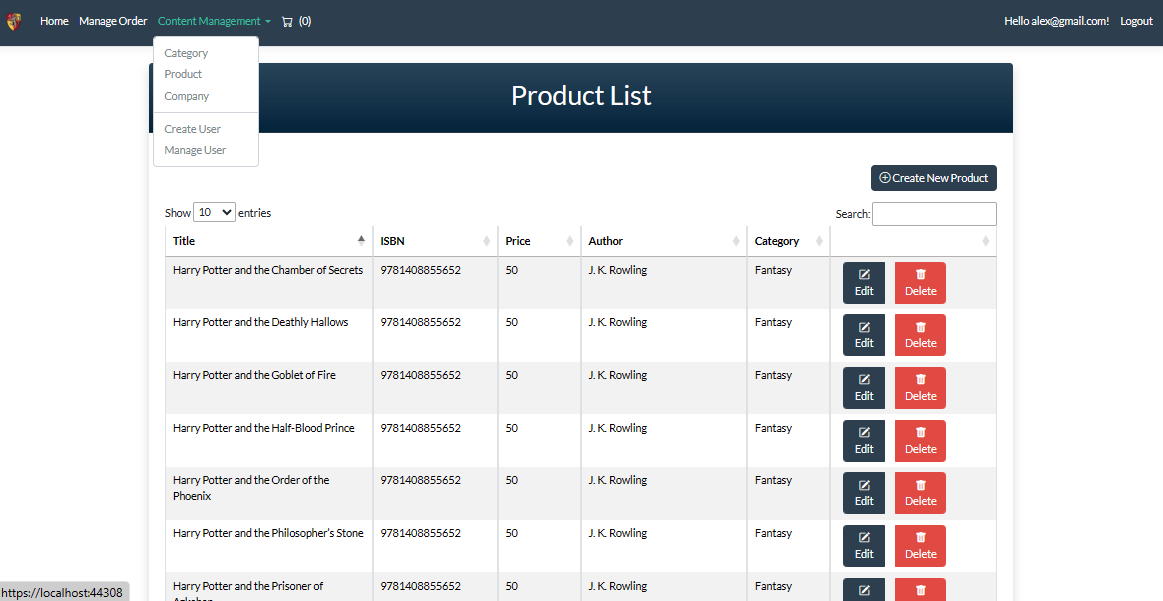 Home Manage Order Content Management (0) Hello alex@gmail.com! Logout
Category
Product
Company
Create User
Manage User
Product List
Create New Product
Show 10 entries Search:
Title ISBN Price Author Category
Harry Potter and the Chamber of Secrets 9781408855652 50 J. K. Rowling Fantasy Edit Delete
Harry Potter and the Deathly Hallows 9781408855652 50 J. K. Rowling Fantasy Edit Delete
Harry Potter and the Goblet of Fire 9781408855652 50 J. K. Rowling Fantasy Edit Delete
Harry Potter and the Half-Blood Prince 9781408855652 50 J. K. Rowling Fantasy Edit Delete
Harry Potter and the Order of the 9781408855652 50 J. K. Rowling Fantasy Edit Delete
Phoenix
Harry Potter and the Philosopher's Stone 9781408855652 50 J. K. Rowling Fantasy Edit Delete
Harry Potter and the Prisoner of 9781408855652 50 J. K. Rowling Fantasy
https://localhost:44308